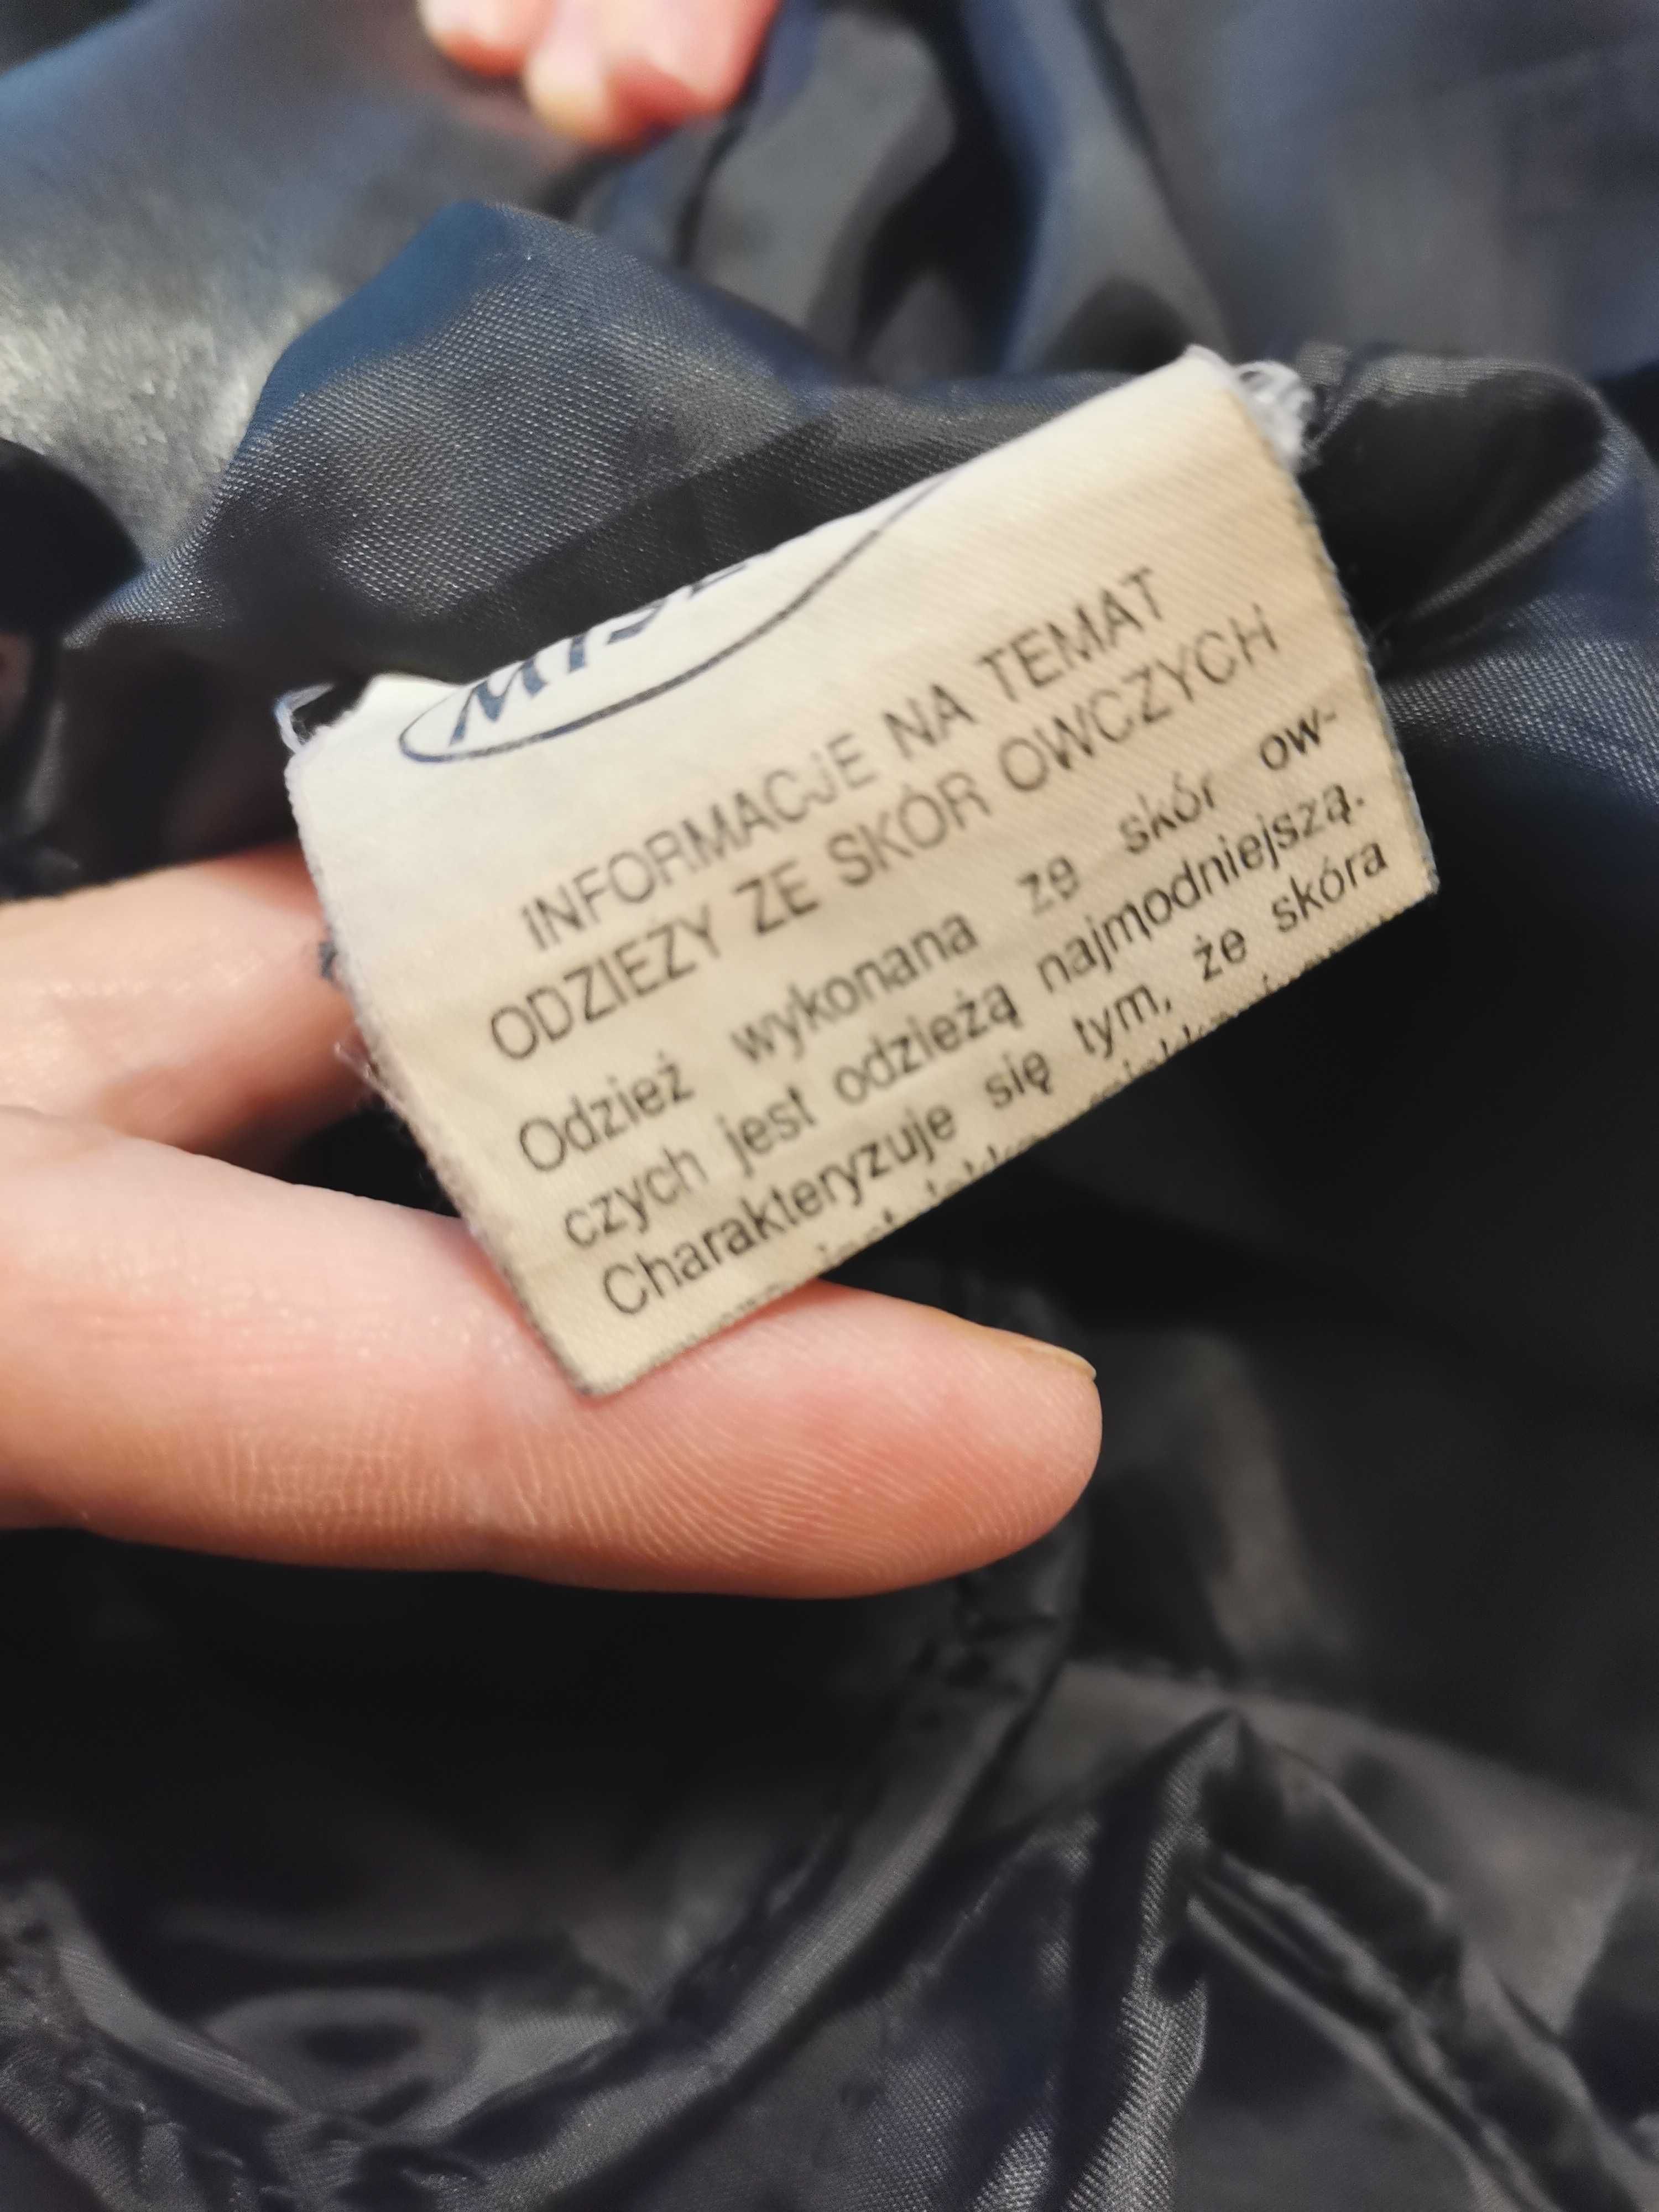 INFORMACJE NA TEMAT
ODZIEŻY ZE SKÓR OWCZYCH
Odzież wykonana ze skór ow-
czych jest odzieżą najmodniejszą.
Charakteryzuje się tym, że skóra